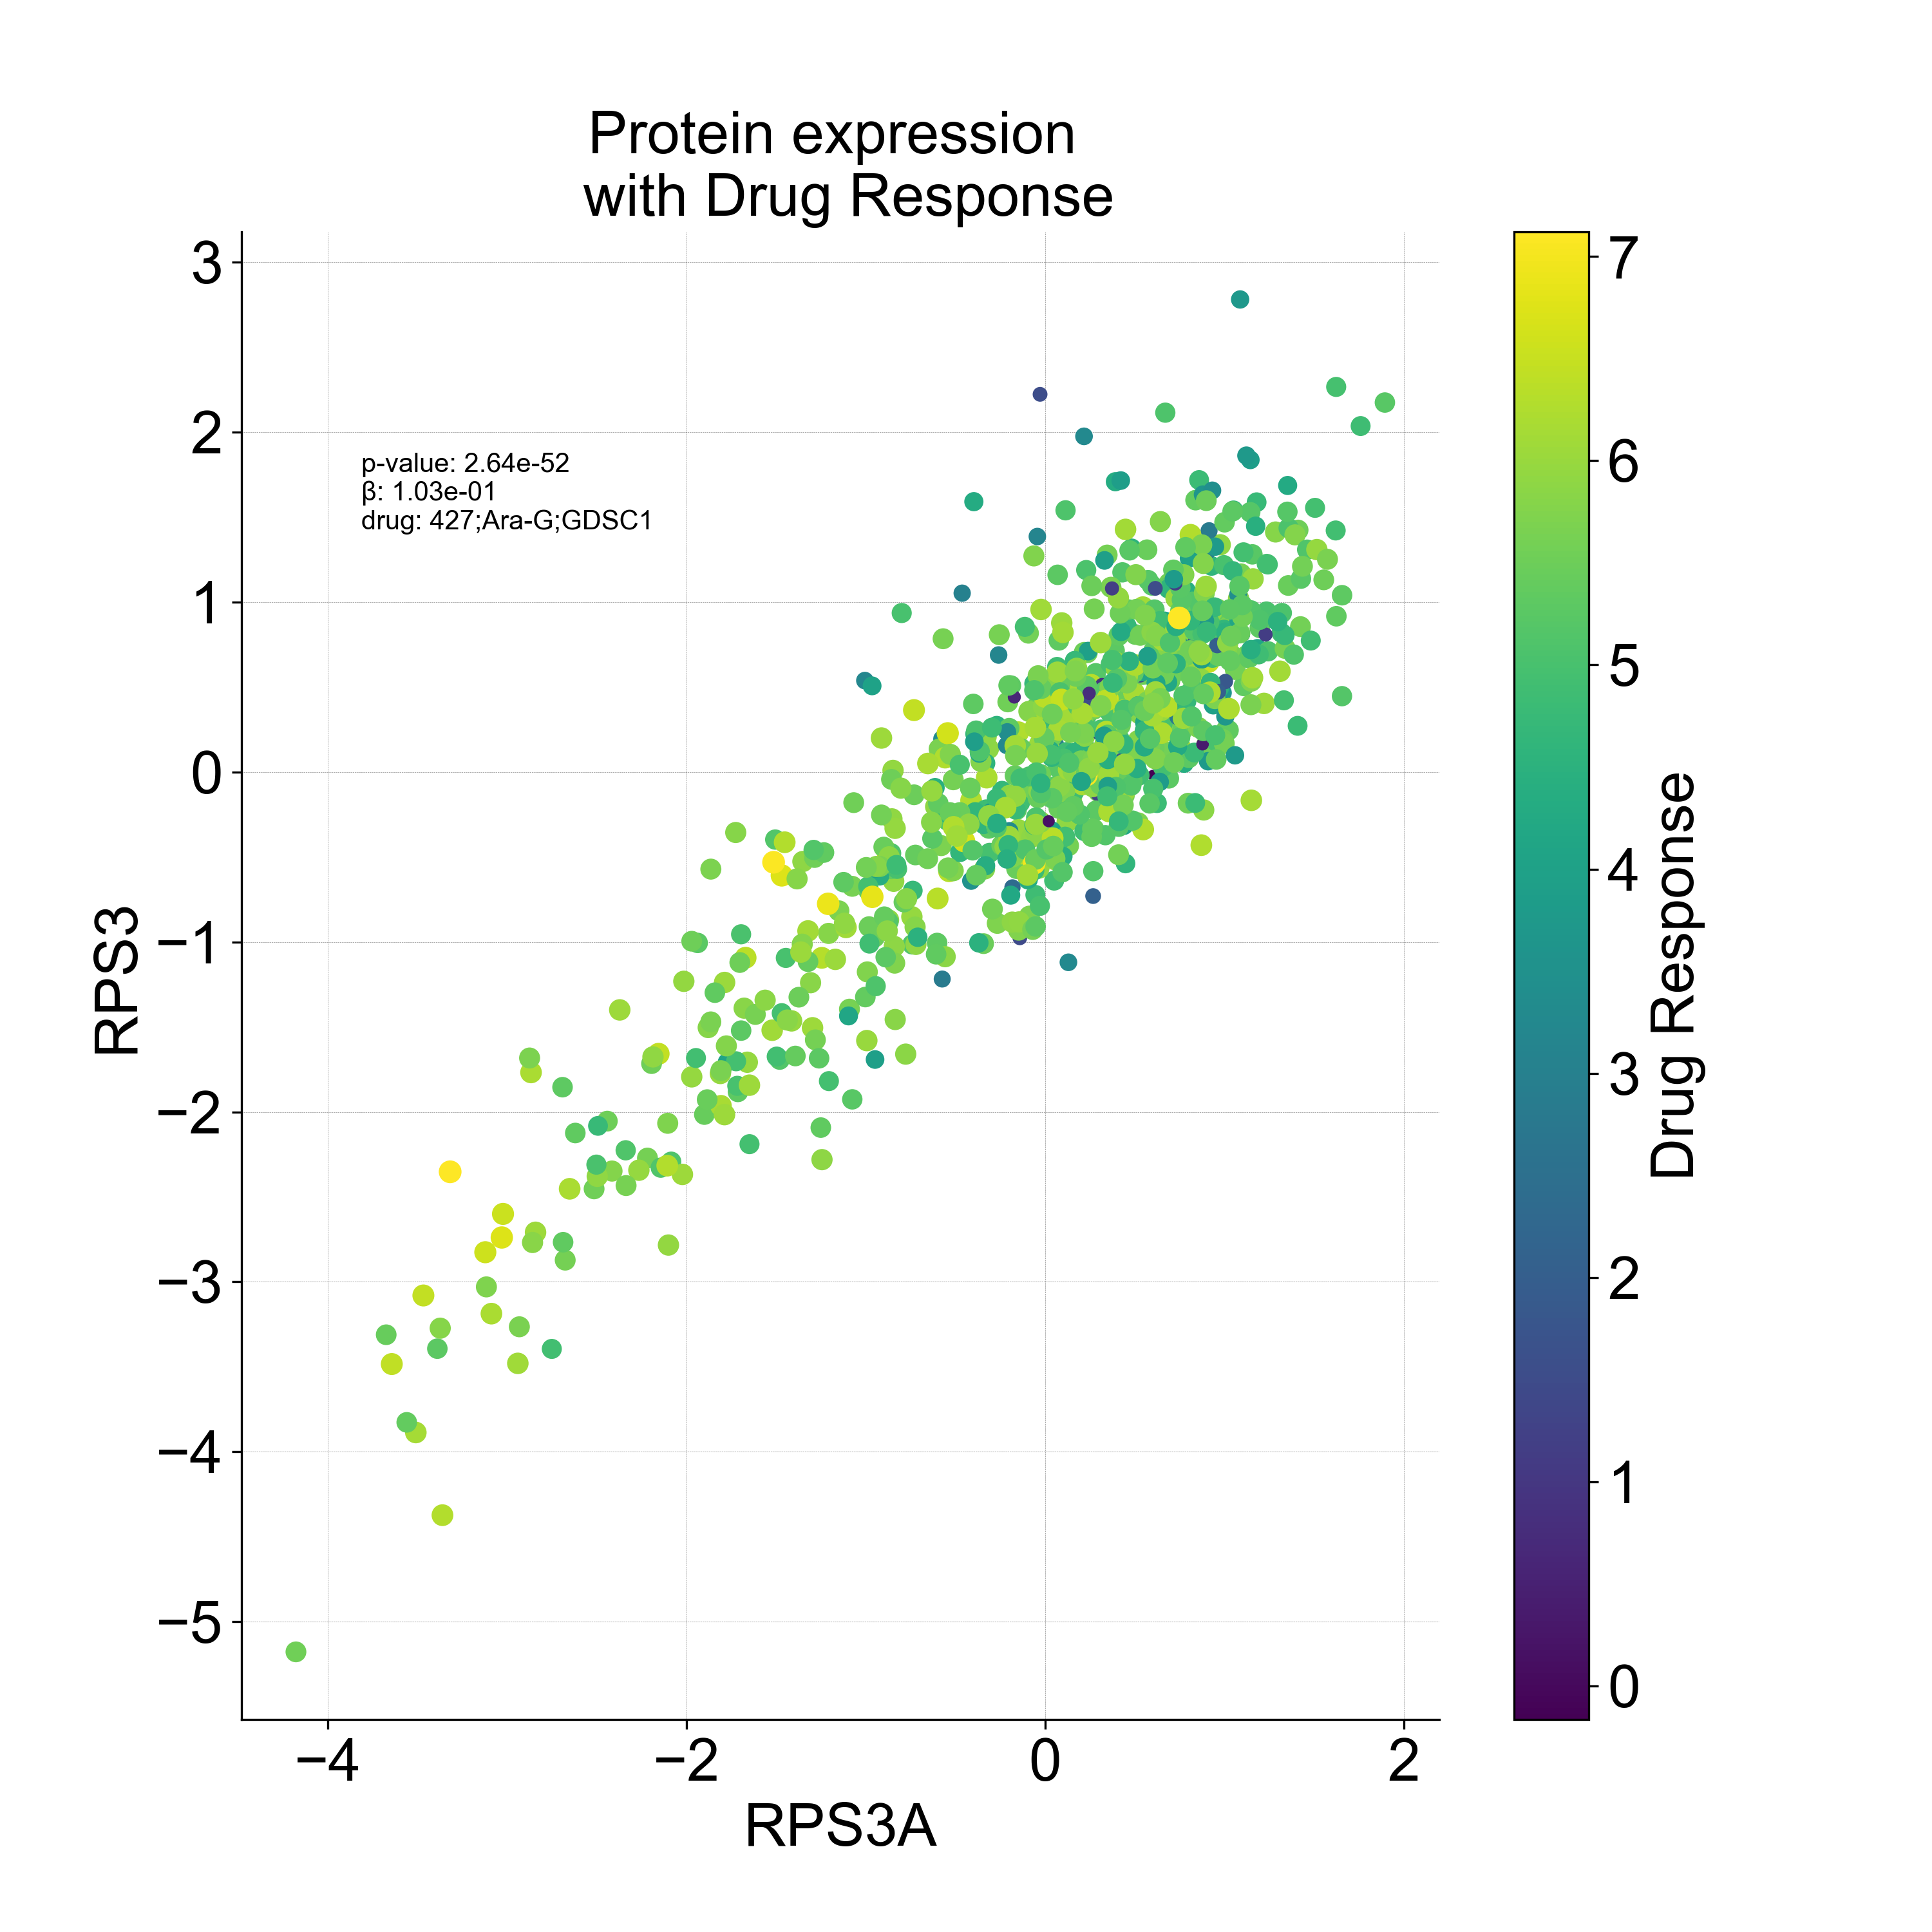 Protein expression
with Drug Response
3
2
1
0
−1
−2
−3
−4
−5
RPS3
p-value: 2.64e-52
β: 1.03e-01
drug: 427;Ara-G;GDSC1
−4
−2
0
2
RPS3A
7
6
5
4
3
2
1
0
Drug Response